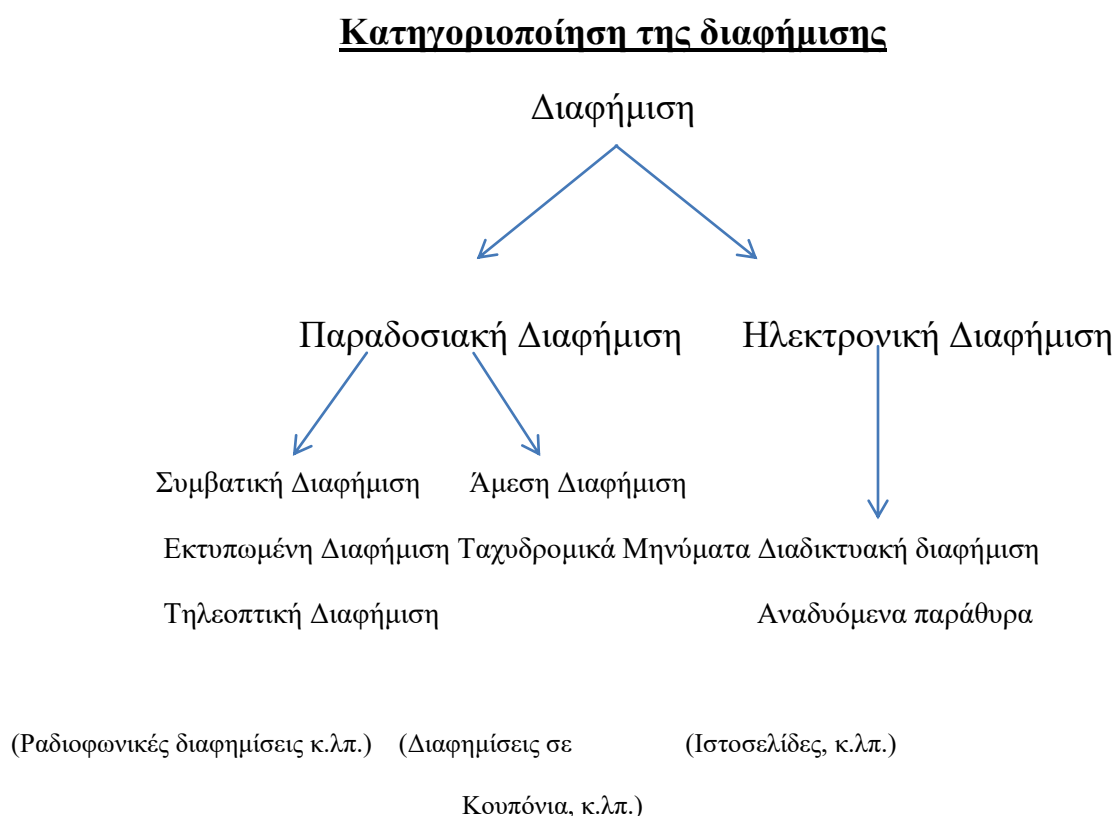 Κατηγοριοποίηση της διαφήμισης
Διαφήμιση
Παραδοσιακή Διαφήμιση Ηλεκτρονική Διαφήμιση
Συμβατική Διαφήμιση Άμεση Διαφήμιση
Εκτυπωμένη Διαφήμιση Ταχυδρομικά Μηνύματα Διαδικτυακή διαφήμιση
Τηλεοπτική Διαφήμιση Αναδυόμενα παράθυρα
(Ραδιοφωνικές διαφημίσεις κ.λπ.) (Διαφημίσεις σε (Ιστοσελίδες, κ.λπ.)
Κουπόνια, κ.λπ.)